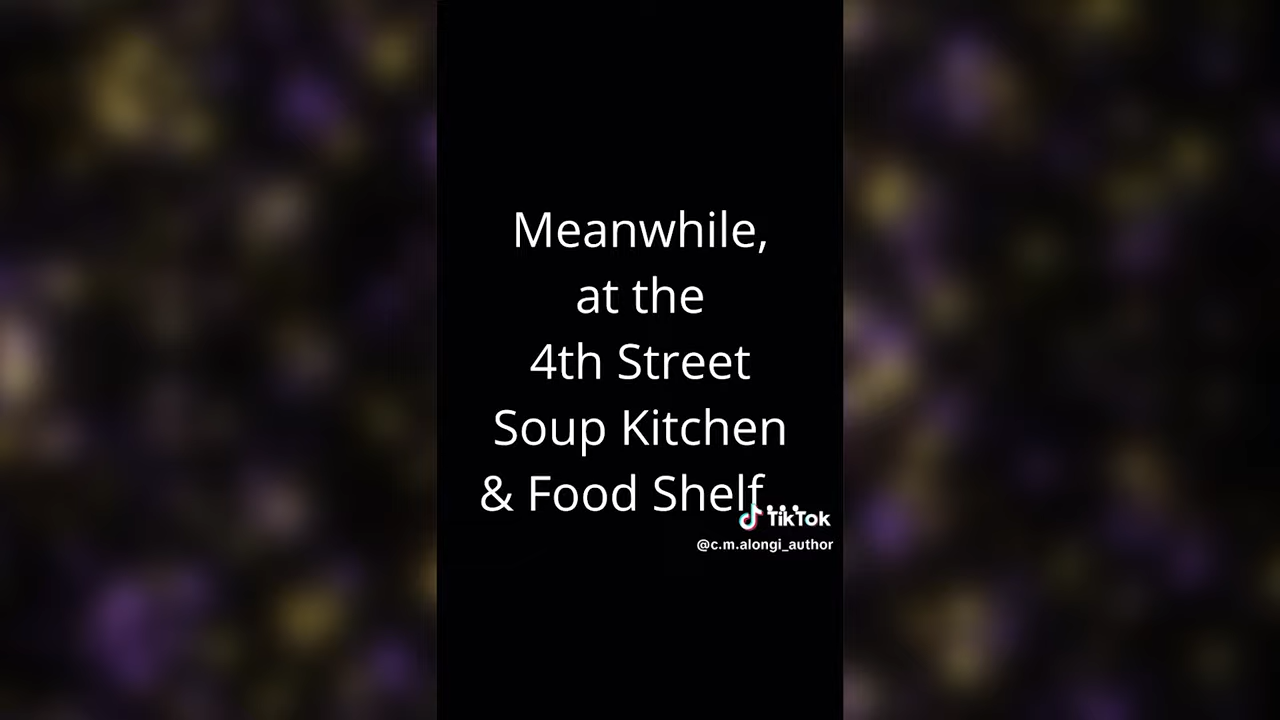 Meanwhile,
at the
4th Street
Soup Kitchen
& Food Shelf...
TikTok
@c.m.alongi_author